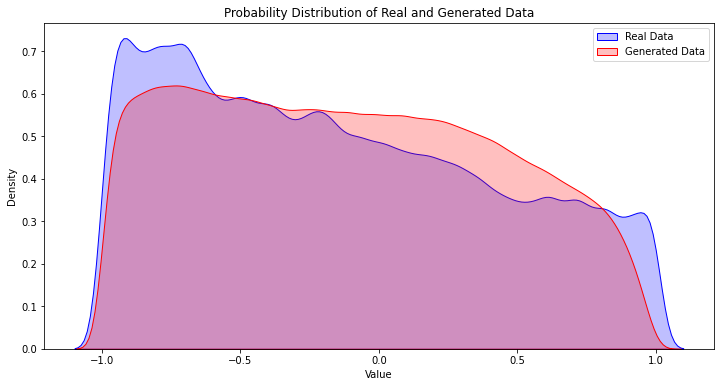 Probability Distribution of Real and Generated Data
Real Data
Generated Data
0.7
0.6
0.5
0.4
0.3
0.2
0.1
0.0
Density
−1.0 −0.5 0.0 0.5 1.0
Value